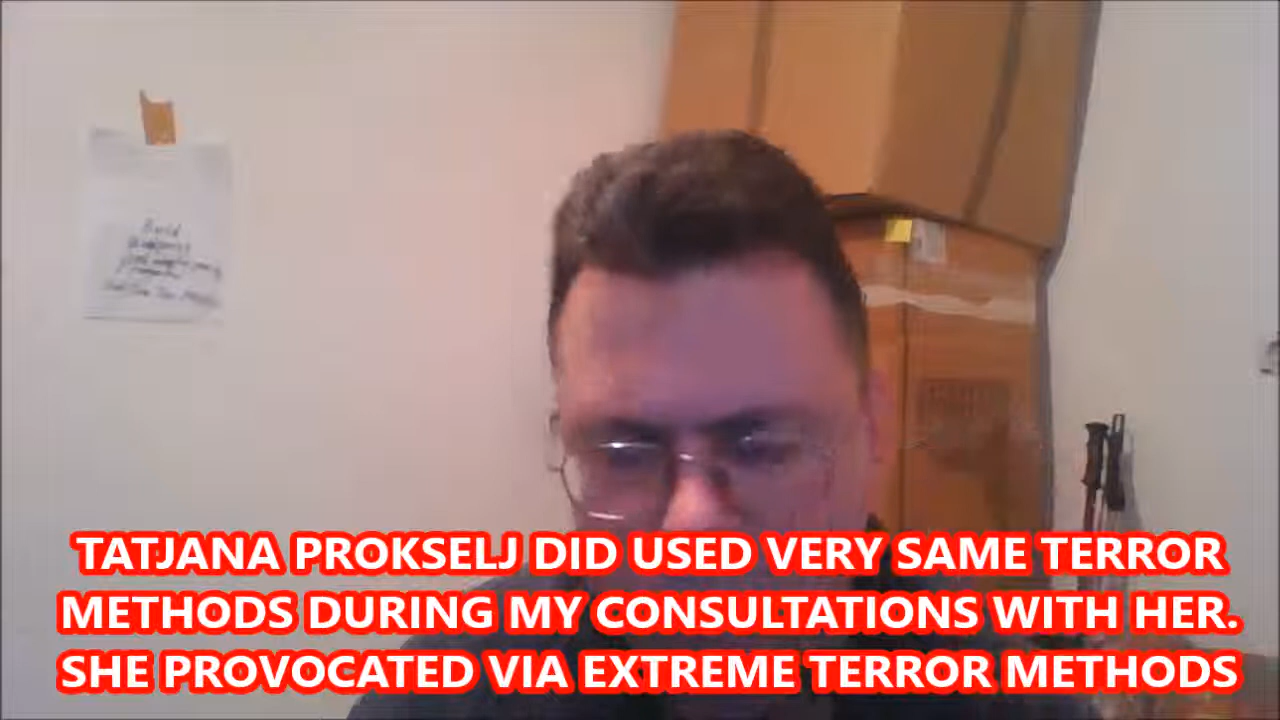 TATJANA PROKSELJ DID USED VERY SAME TERROR
METHODS DURING MY CONSULTATIONS WITH HER.
SHE PROVOCATED VIA EXTREME TERROR METHODS